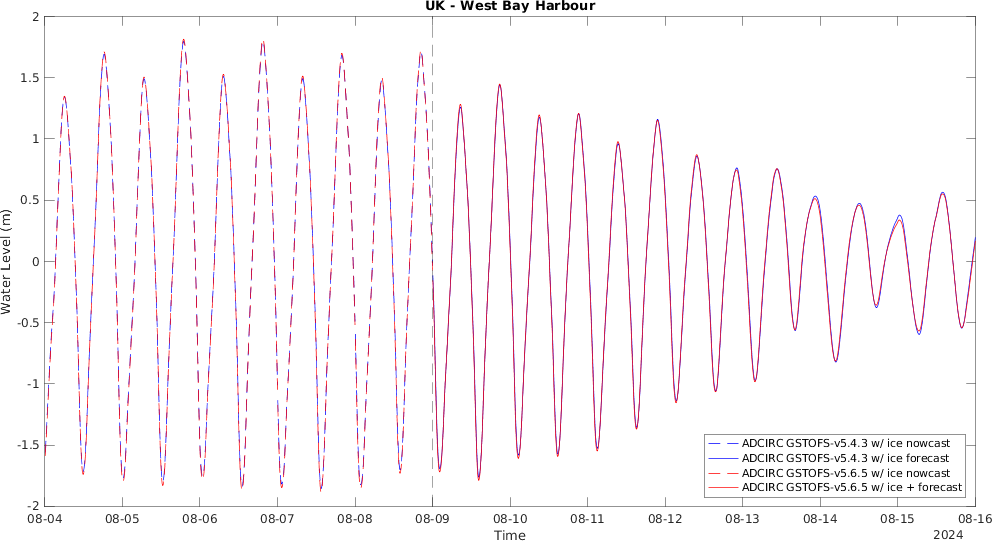 UK - West Bay Harbour
2
1.5
1
0.5
0
-0.5
-1
-1.5
-2
Water Level (m)
ADCIRC GSTOFS-v5.4.3 w/ ice nowcast
ADCIRC GSTOFS-v5.4.3 w/ ice forecast
ADCIRC GSTOFS-v5.6.5 w/ ice nowcast
ADCIRC GSTOFS-v5.6.5 w/ ice + forecast
08-04 08-05 08-06 08-07 08-08 08-09 08-10 08-11 08-12 08-13 08-14 08-15 08-16
Time
2024